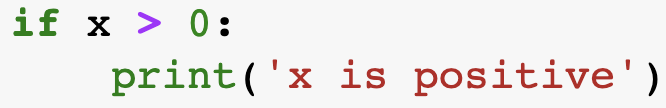 if x > 0:
    print('x is positive')